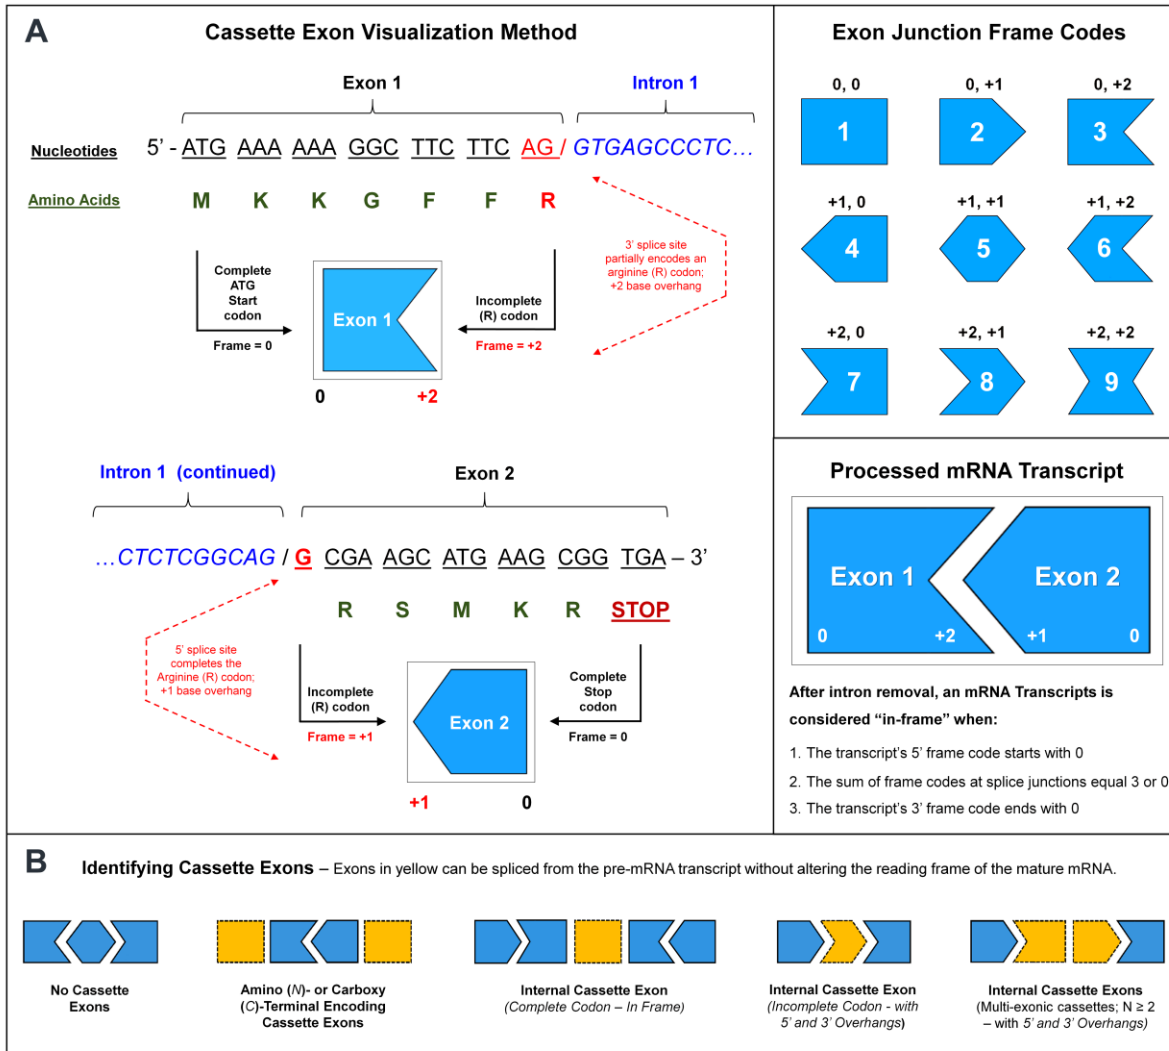 A
Cassette Exon Visualization Method
Exon 1
Intron 1
Nucleotides
5' - ATG AAA AAA GGC TTC TTC AG / GTGAGCCCTC…
Amino Acids
M K K G F F R
Complete
ATG
Start
codon
Frame = 0
Exon 1
Incomplete
(R) codon
Frame = +2
3' splice site
partially encodes an
arginine (R) codon;
+2 base overhang
0
+2
Intron 1 (continued)
Exon 2
…CTCTCGGCAG / G CGA AGC ATG AAG CGG TGA – 3'
R S M K R STOP
5' splice site
completes the
Arginine (R) codon;
+1 base overhang
Incomplete
(R) codon
Frame = +1
Exon 2
Complete
Stop
codon
Frame = 0
+1
0
Exon Junction Frame Codes
0, 0
0, +1
0, +2
1
2
3
+1, 0
+1, +1
+1, +2
4
5
6
+2, 0
+2, +1
+2, +2
7
8
9
Processed mRNA Transcript
Exon 1
Exon 2
0
+2
+1
0
After intron removal, an mRNA Transcripts is
considered “in-frame” when:
1. The transcript's 5' frame code starts with 0
2. The sum of frame codes at splice junctions equal 3 or 0
3. The transcript's 3' frame code ends with 0
B
Identifying Cassette Exons – Exons in yellow can be spliced from the pre-mRNA transcript without altering the reading frame of the mature mRNA.
No Cassette
Exons
Amino (N)- or Carboxy
(C)-Terminal Encoding
Cassette Exons
Internal Cassette Exon
(Complete Codon – In Frame)
Internal Cassette Exon
(Incomplete Codon - with
5' and 3' Overhangs)
Internal Cassette Exons
(Multi-exonic cassettes; N ≥ 2
– with 5' and 3' Overhangs)